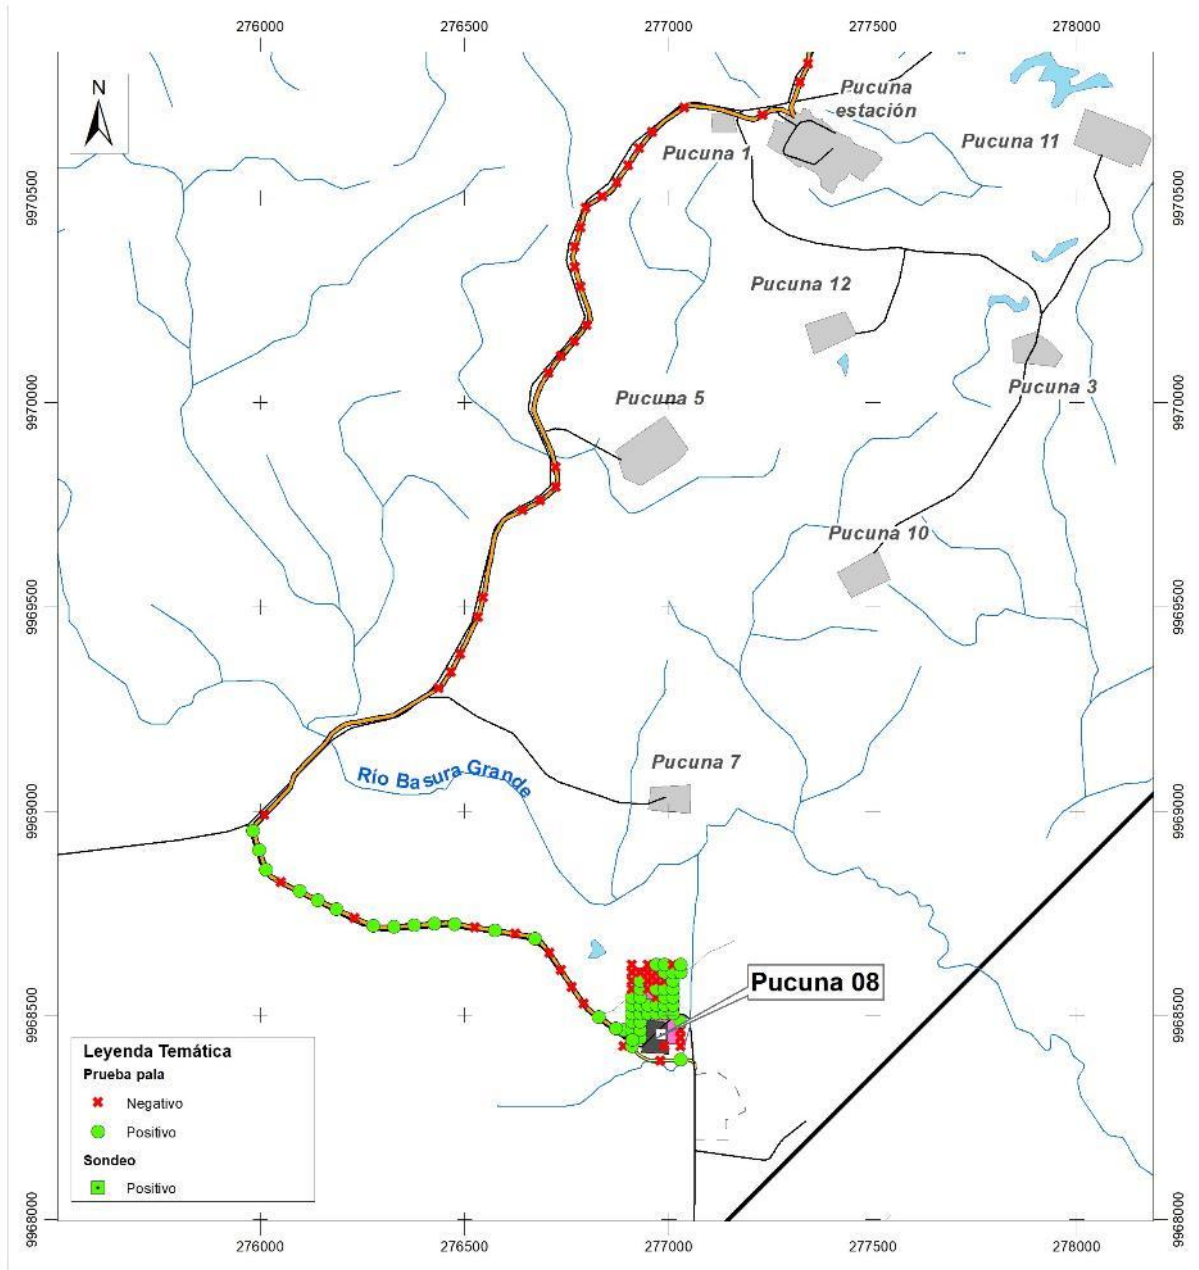 276000 276500 277000 277500 278000
N
Pucuna
estación
Pucuna 11
Pucuna 1
9970500 9970500
Pucuna 12
Pucuna 3
Pucuna 5
9970000 9970000
Pucuna 10
9969500 9969500
Pucuna 7
Río Basura Grande
9969000 9969000
Pucuna 08
9968500 9968500
Leyenda Temática
Prueba pala
Negativo
Positivo
Sondeo
Positivo
9968000 9968000
276000 276500 277000 277500 278000